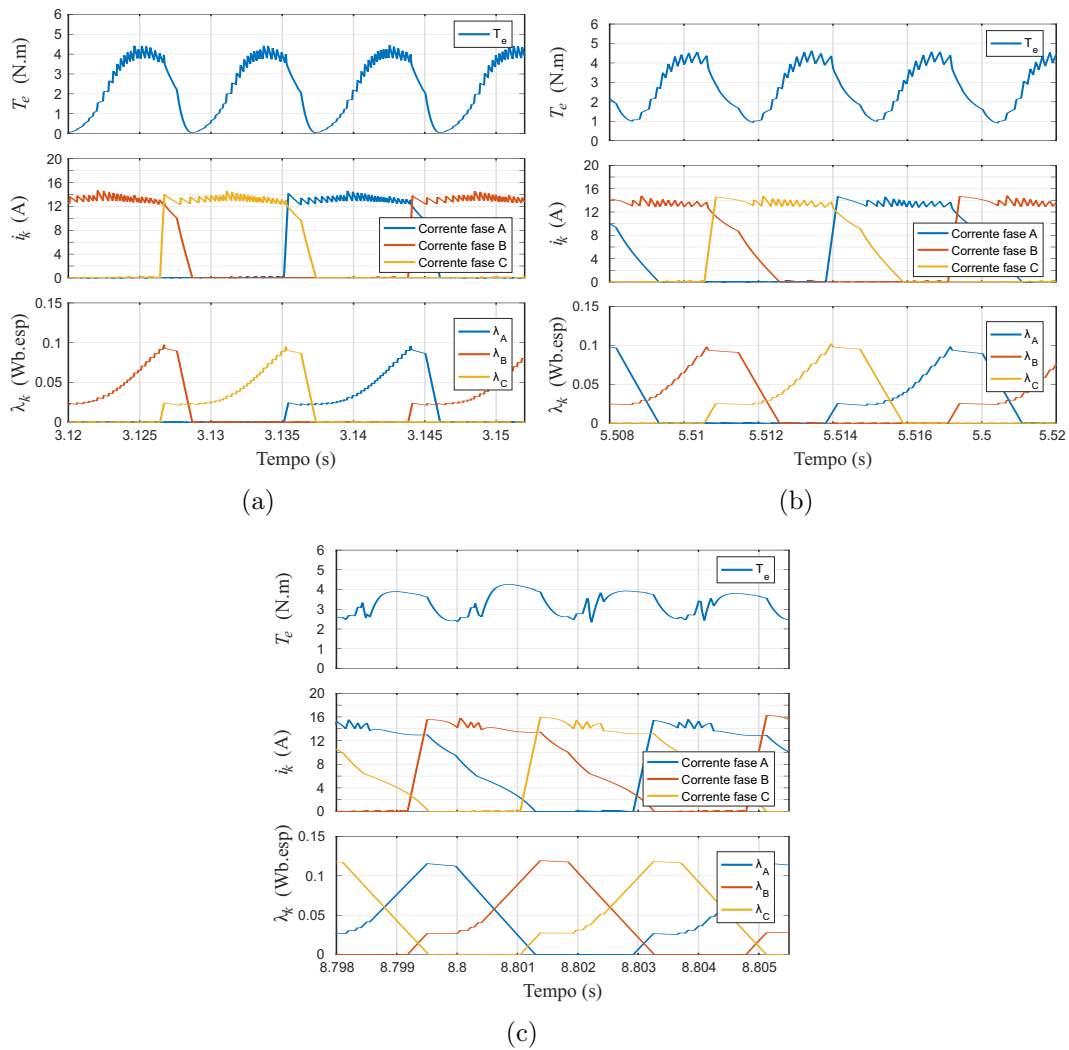 6
5
4
3
2
1
0
T_e (N.m)
T_e
20
16
12
8
4
0
i_k (A)
Corrente fase A
Corrente fase B
Corrente fase C
0.15
0.1
0.05
0
λ_k (Wb.esp)
λ_A
λ_B
λ_C
3.12 3.125 3.13 3.135 3.14 3.145 3.15
Tempo (s)
(a)
6
5
4
3
2
1
0
T_e (N.m)
T_e
20
16
12
8
4
0
i_k (A)
Corrente fase A
Corrente fase B
Corrente fase C
0.15
0.1
0.05
0
λ_k (Wb.esp)
λ_A
λ_B
λ_C
5.508 5.51 5.512 5.514 5.516 5.5 5.52
Tempo (s)
(b)
6
5
4
3
2
1
0
T_e (N.m)
T_e
20
16
12
8
4
0
i_k (A)
Corrente fase A
Corrente fase B
Corrente fase C
0.15
0.1
0.05
0
λ_k (Wb.esp)
λ_A
λ_B
λ_C
8.798 8.799 8.8 8.801 8.802 8.803 8.804 8.805
Tempo (s)
(c)